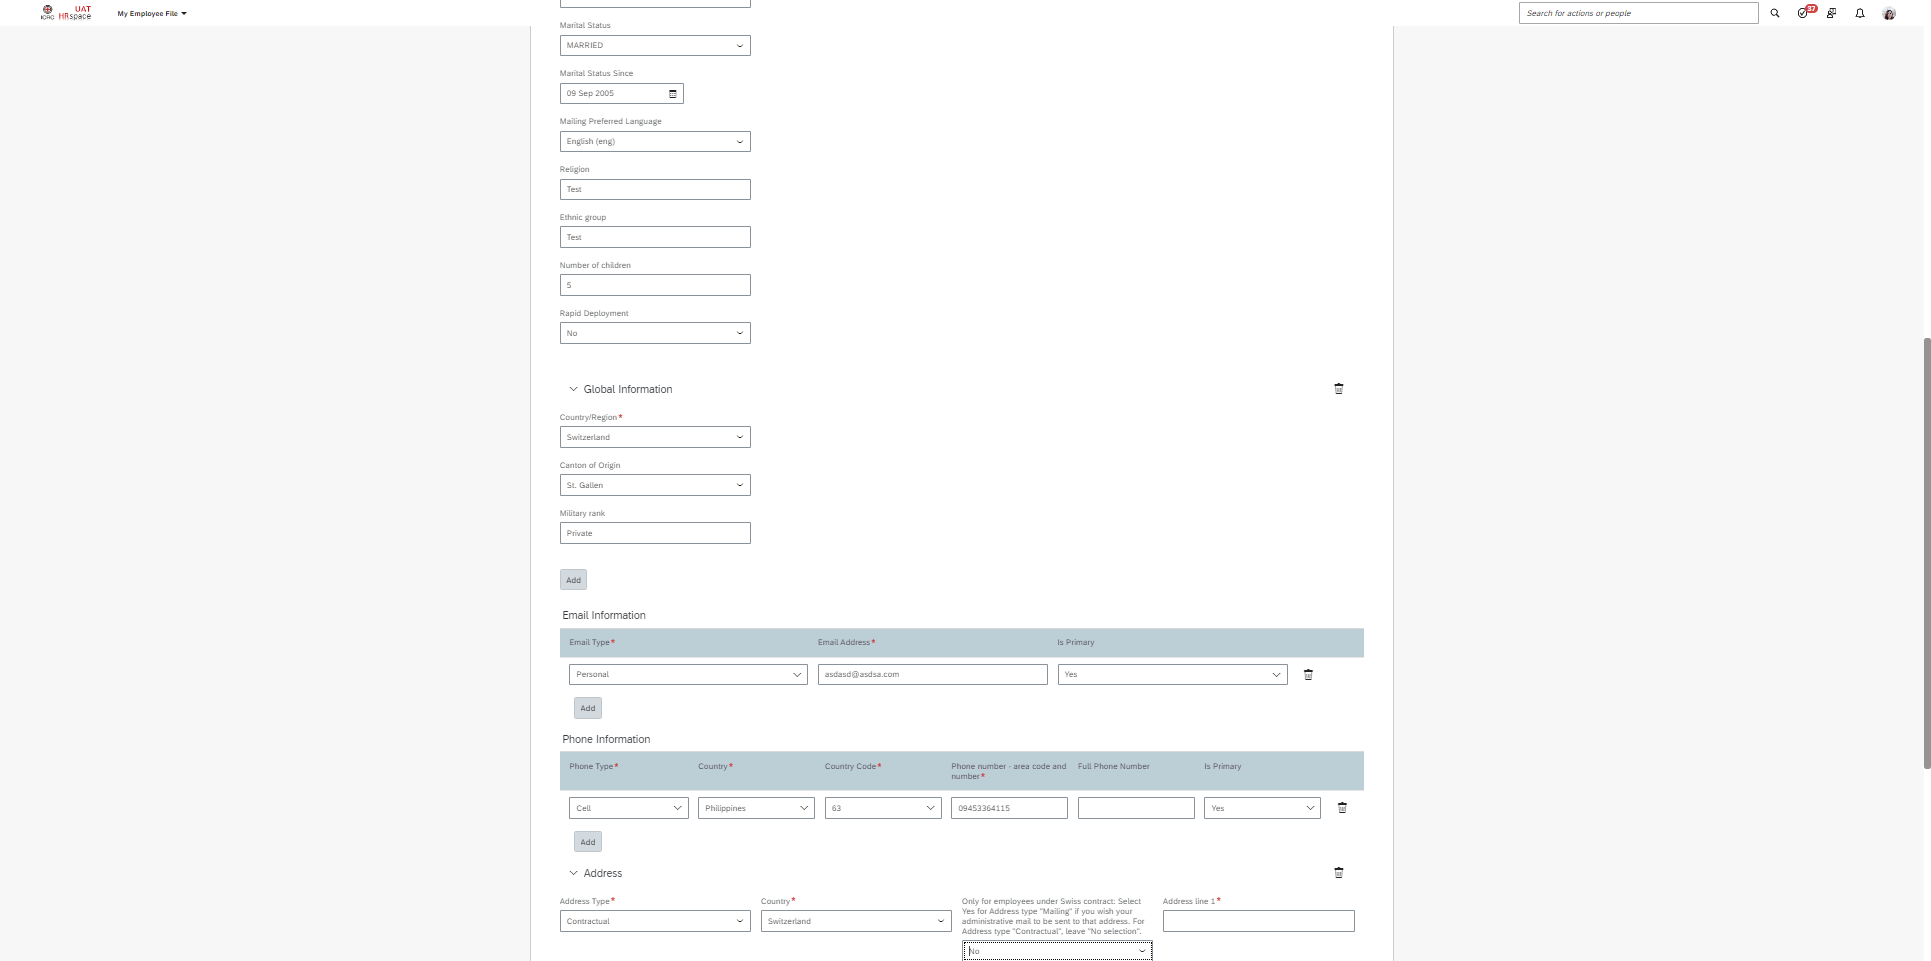 ICRC
UAT
HRspace
My Employee File
Search for actions or people
37
Marital Status
MARRIED
Marital Status Since
09 Sep 2005
Mailing Preferred Language
English (eng)
Religion
Test
Ethnic group
Test
Number of children
5
Rapid Deployment
No
Global Information
Country/Region*
Switzerland
Canton of Origin
St. Gallen
Military rank
Private
Add
Email Information
Email Type* Email Address* Is Primary
Personal asdasd@asdsa.com Yes
Add
Phone Information
Phone Type* Country* Country Code* Phone number - area code and number* Full Phone Number Is Primary
Cell Philippines 63 09453364115 Yes
Add
Address
Address Type*
Contractual
Country*
Switzerland
Only for employees under Swiss contract: Select
Yes for Address type "Mailing" if you wish your
administrative mail to be sent to that address. For
Address type "Contractual", leave "No selection".
No
Address line 1*